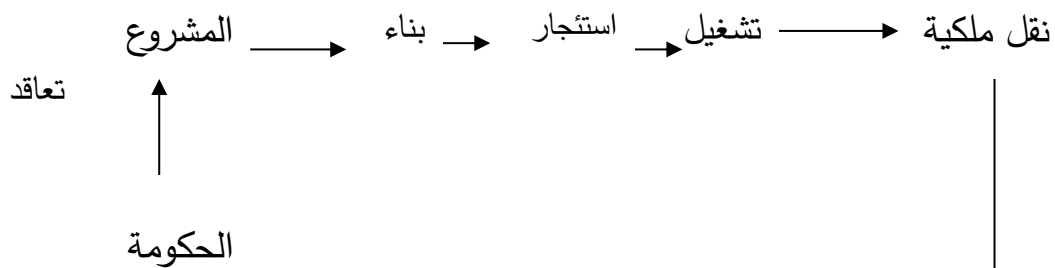 المشروع بناء استئجار تشغيل نقل ملكية
تعاقد
الحكومة